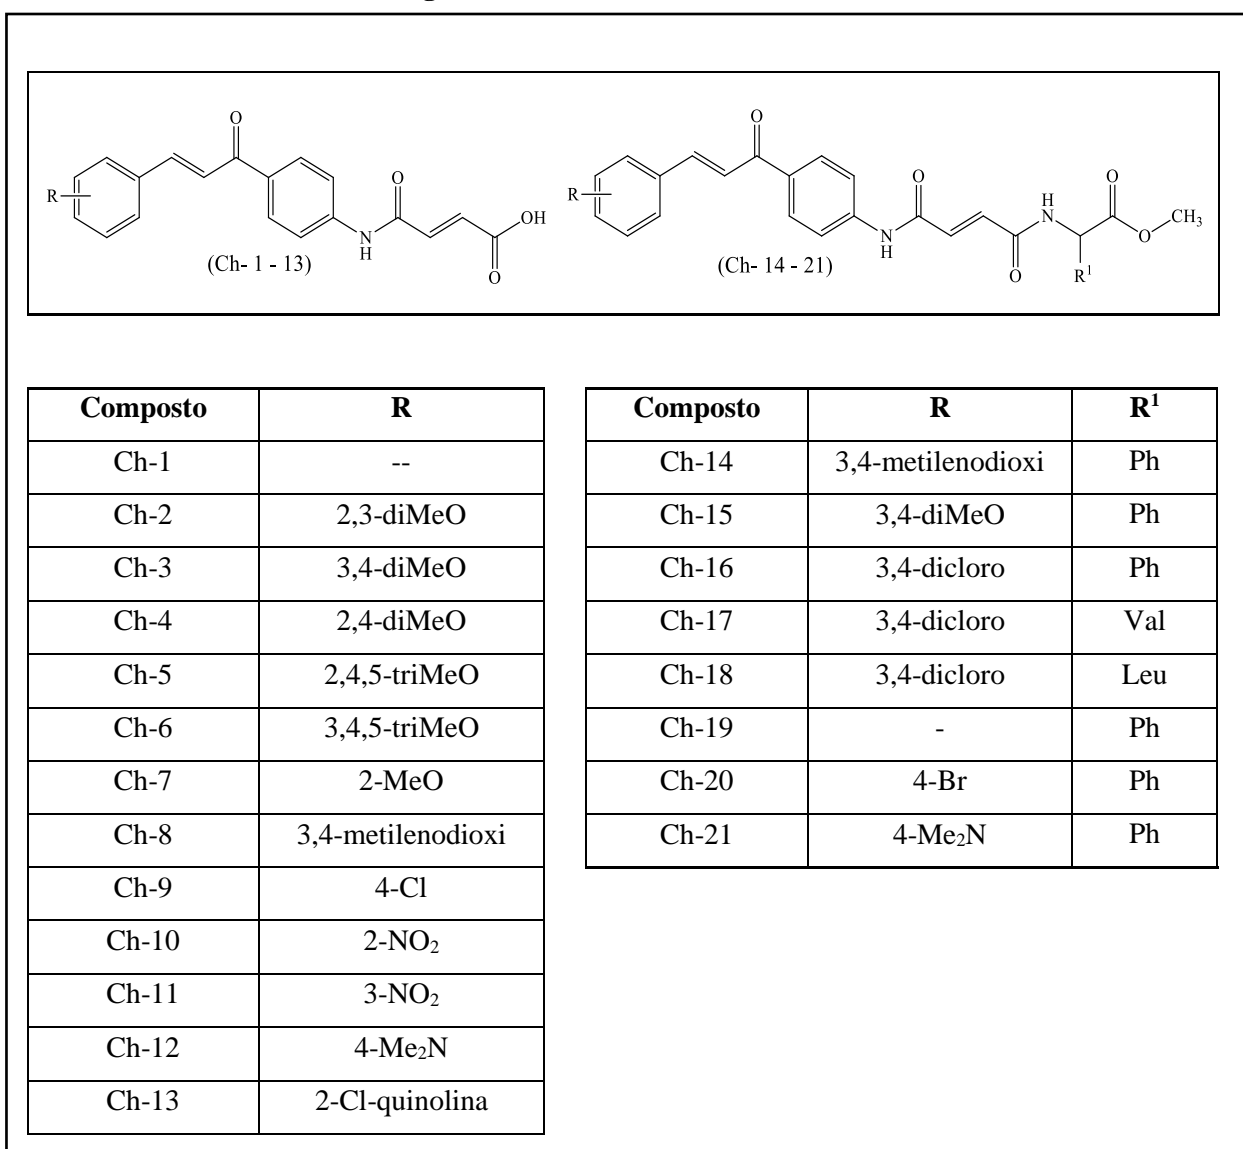 O
R
O
N
H
OH
O
(Ch- 1 - 13)
O
R
O
N
H
O
H
N
R¹
O
O
CH₃
(Ch- 14 - 21)
Composto R
Ch-1 --
Ch-2 2,3-diMeO
Ch-3 3,4-diMeO
Ch-4 2,4-diMeO
Ch-5 2,4,5-triMeO
Ch-6 3,4,5-triMeO
Ch-7 2-MeO
Ch-8 3,4-metilenodioxi
Ch-9 4-Cl
Ch-10 2-NO₂
Ch-11 3-NO₂
Ch-12 4-Me₂N
Ch-13 2-Cl-quinolina
Composto R R¹
Ch-14 3,4-metilenodioxi Ph
Ch-15 3,4-diMeO Ph
Ch-16 3,4-dicloro Ph
Ch-17 3,4-dicloro Val
Ch-18 3,4-dicloro Leu
Ch-19 - Ph
Ch-20 4-Br Ph
Ch-21 4-Me₂N Ph